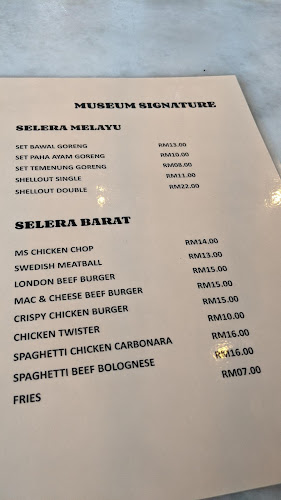 MUSEUM SIGNATURE
SELERA MELAYU
SET BAWAL GORENG RM13.00
SET PAHA AYAM GORENG RM10.00
SET TEMENUNG GORENG RM08.00
SHELLOUT SINGLE RM11.00
SHELLOUT DOUBLE RM22.00
SELERA BARAT
MS CHICKEN CHOP RM14.00
SWEDISH MEATBALL RM13.00
LONDON BEEF BURGER RM15.00
MAC & CHEESE BEEF BURGER RM15.00
CRISPY CHICKEN BURGER RM15.00
CHICKEN TWISTER RM10.00
SPAGHETTI CHICKEN CARBONARA RM16.00
SPAGHETTI BEEF BOLOGNESE RM16.00
FRIES RM07.00